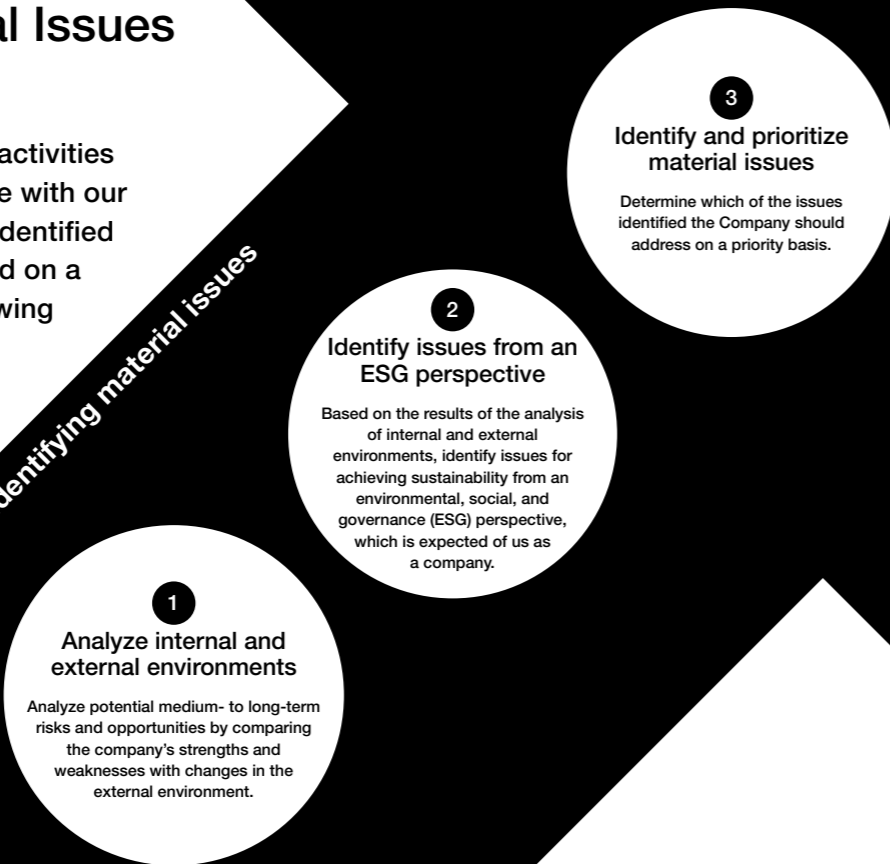 al Issues
activities
e with our
dentified
d on a
wing
dentifying material issues
1
Analyze internal and
external environments
Analyze potential medium- to long-term
risks and opportunities by comparing
the company's strengths and
weaknesses with changes in the
external environment.
2
Identify issues from an
ESG perspective
Based on the results of the analysis
of internal and external
environments, identify issues for
achieving sustainability from an
environmental, social, and
governance (ESG) perspective,
which is expected of us as
a company.
3
Identify and prioritize
material issues
Determine which of the issues
identified the Company should
address on a priority basis.